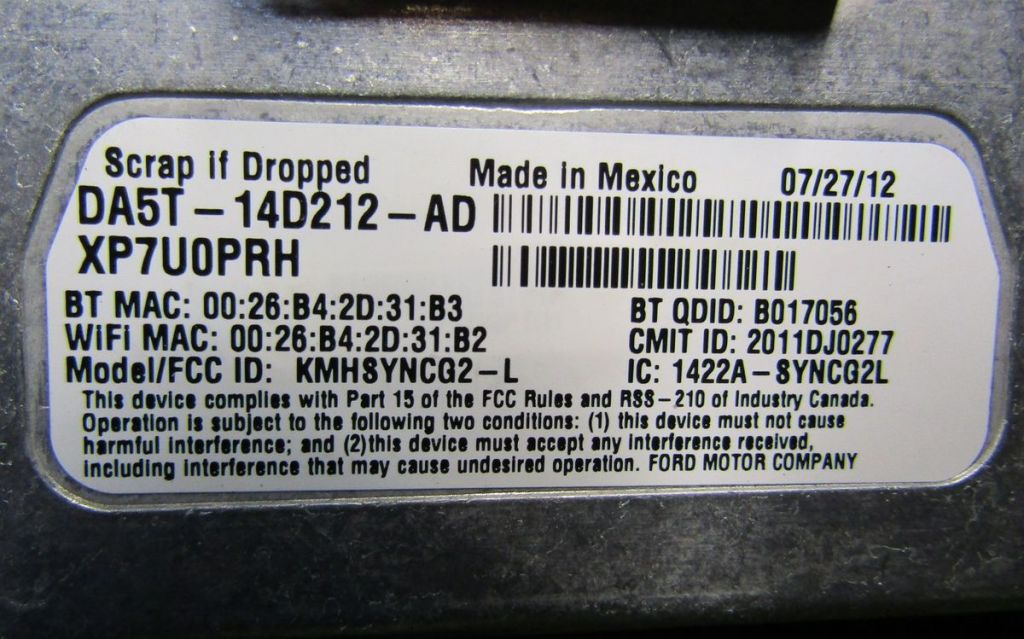 Scrap if Dropped Made in Mexico 07/27/12
DA5T-14D212-AD
XP7U0PRH
BT MAC: 00:26:B4:2D:31:B3 BT QDID: B017056
WiFi MAC: 00:26:B4:2D:31:B2 CMIT ID: 2011DJ0277
Model/FCC ID: KMHSYNCG2-L IC: 1422A-SYNCG2L
This device complies with Part 15 of the FCC Rules and RSS-210 of Industry Canada.
Operation is subject to the following two conditions: (1) this device must not cause
harmful interference; and (2)this device must accept any interference received,
including interference that may cause undesired operation. FORD MOTOR COMPANY